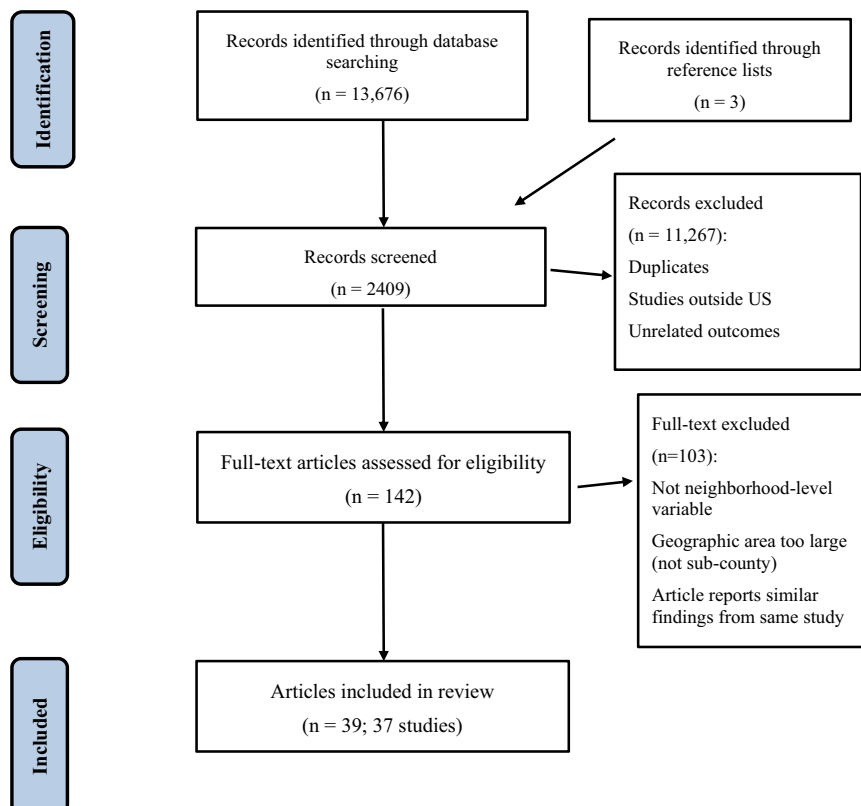 Identification
Records identified through database
searching
(n = 13,676)
Records identified through
reference lists
(n = 3)
Screening
Records screened
(n = 2409)
Records excluded
(n = 11,267):
Duplicates
Studies outside US
Unrelated outcomes
Eligibility
Full-text articles assessed for eligibility
(n = 142)
Full-text excluded
(n=103):
Not neighborhood-level
variable
Geographic area too large
(not sub-county)
Article reports similar
findings from same study
Included
Articles included in review
(n = 39; 37 studies)